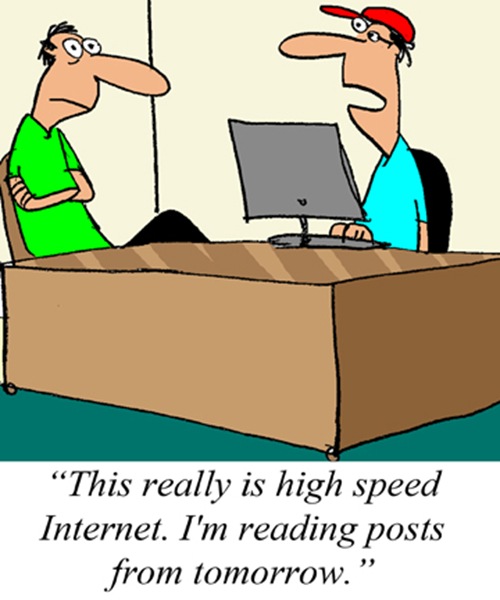 “This really is high speed
Internet. I'm reading posts
from tomorrow.”